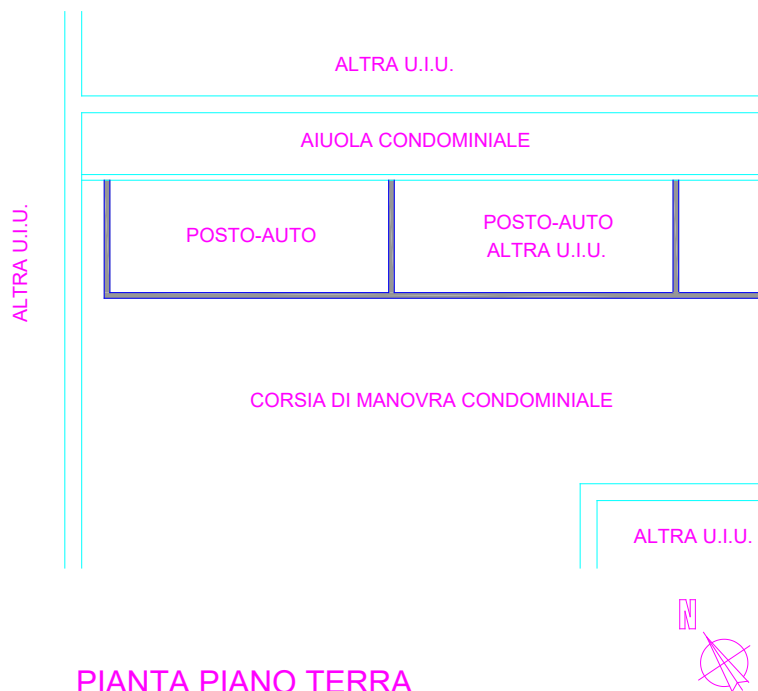 ALTRA U.I.U.
AIUOLA CONDOMINIALE
ALTRA U.I.U.
POSTO-AUTO
POSTO-AUTO
ALTRA U.I.U.
CORSIA DI MANOVRA CONDOMINIALE
ALTRA U.I.U.
N
PIANTA PIANO TERRA